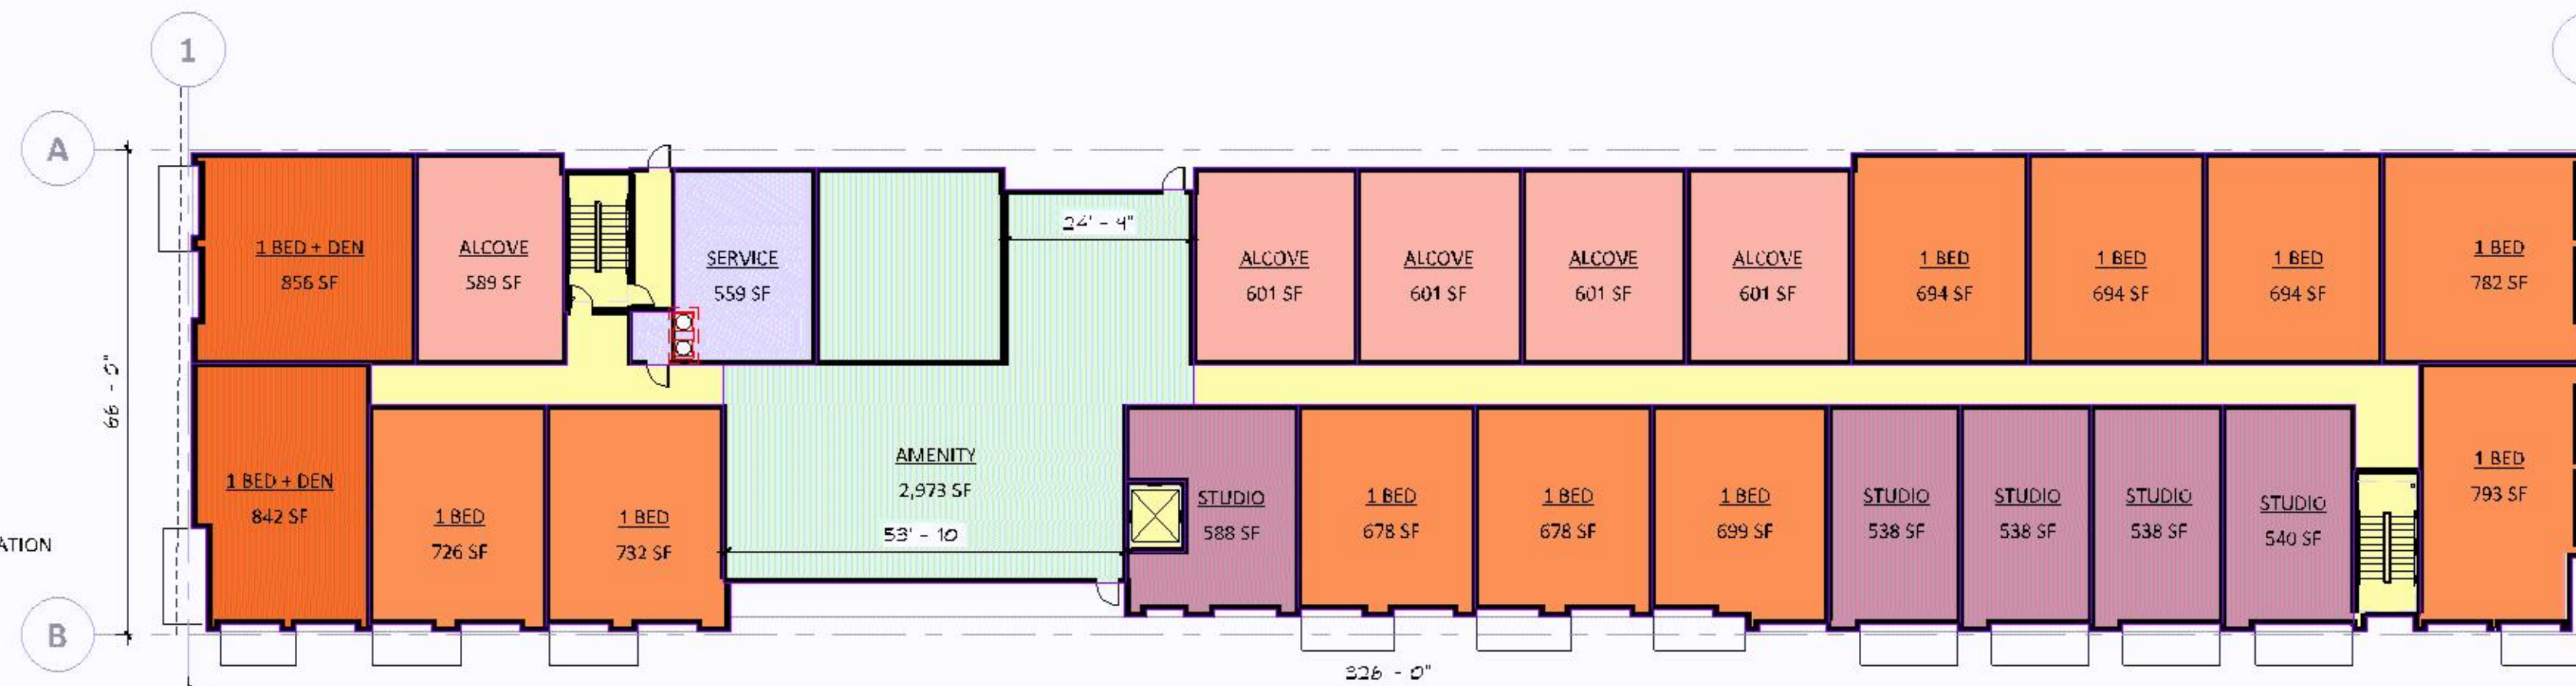 1
A
1 BED + DEN
856 SF
ALCOVE
589 SF
SERVICE
559 SF
24' - 9"
ALCOVE
601 SF
ALCOVE
601 SF
ALCOVE
601 SF
ALCOVE
601 SF
1 BED
694 SF
1 BED
694 SF
1 BED
694 SF
1 BED
782 SF
66' - 0"
1 BED + DEN
842 SF
1 BED
726 SF
1 BED
732 SF
AMENITY
2,973 SF
53' - 10
STUDIO
588 SF
1 BED
678 SF
1 BED
678 SF
1 BED
699 SF
STUDIO
538 SF
STUDIO
538 SF
STUDIO
538 SF
STUDIO
540 SF
1 BED
793 SF
ATION
B
326 - 0"